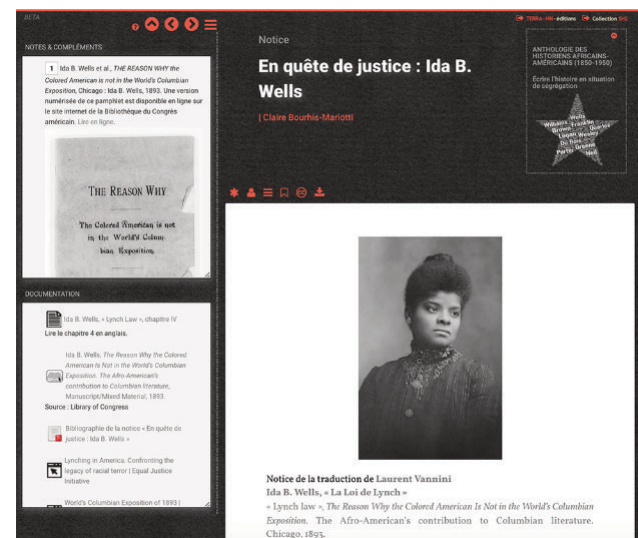 BETA
NOTES & COMPLÉMENTS
1 Ida B. Wells et al., THE REASON WHY the
Colored American is not in the World's Columbian
Exposition, Chicago : Ida B. Wells, 1893. Une version
numérisée de ce pamphlet est disponible en ligne sur
le site internet de la Bibliothèque du Congrès
américain. Lire en ligne.
THE REASON WHY
The Colored American is not
in the World's Colum-
bian Exposition.
DOCUMENTATION
Ida B. Wells, « Lynch Law », chapitre IV
Lire le chapitre 4 en anglais.
Ida B. Wells, The Reason Why the Colored
American Is Not in the World's Columbian
Exposition. The Afro-American's
contribution to Columbian literature,
Manuscript/Mixed Material, 1893.
Source : Library of Congress
Bibliographie de la notice « En quête de
justice : Ida B. Wells »
Lynching in America. Confronting the
legacy of racial terror | Equal Justice
Initiative
World's Columbian Exposition of 1893 |
TERRA-HN-éditions Collection SHS
Notice
En quête de justice : Ida B.
Wells
| Claire Bourhis-Mariotti
ANTHOLOGIE DES
HISTORIENS AFRICAINS-
AMÉRICAINS (1850-1950)
Écrire l'histoire en situation
de ségrégation
Wells
Williams Franklin
Brown Quarles
Logan Wesley
Du Bois
Parter Greene
Nell
Notice de la traduction de Laurent Vannini
Ida B. Wells, « La Loi de Lynch »
« Lynch law », The Reason Why the Colored American Is Not in the World's Columbian
Exposition. The Afro-American's contribution to Columbian literature.
Chicago, 1893.